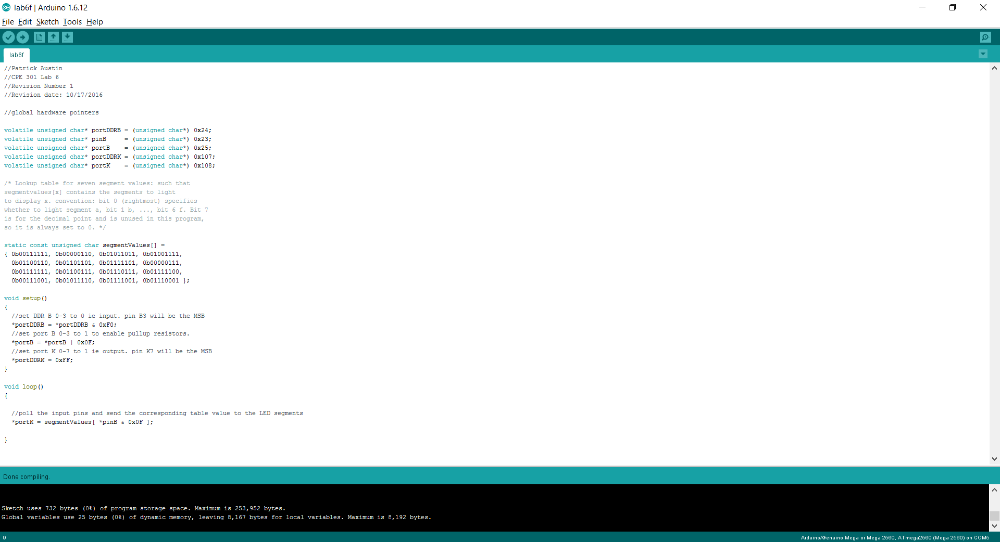 lab6f | Arduino 1.6.12
File Edit Sketch Tools Help
lab6f
//Patrick Austin
//CPE 301 Lab 6
//Revision Number 1
//Revision date: 10/17/2016
//global hardware pointers
volatile unsigned char* portDDRB = (unsigned char*) 0x24;
volatile unsigned char* pinB     = (unsigned char*) 0x23;
volatile unsigned char* portB    = (unsigned char*) 0x25;
volatile unsigned char* portDDRK = (unsigned char*) 0x107;
volatile unsigned char* portK    = (unsigned char*) 0x108;
/* Lookup table for seven segment values: such that
segmentvalues[x] contains the segments to light
to display x. convention: bit 0 (rightmost) specifies
whether to light segment a, bit 1 b, ..., bit 6 f. Bit 7
is for the decimal point and is unused in this program,
so it is always set to 0. */
static const unsigned char segmentValues[] =
{ 0b00111111, 0b00000110, 0b01011011, 0b01001111,
  0b01100110, 0b01101101, 0b01111101, 0b00000111,
  0b01111111, 0b01100111, 0b01110111, 0b01111100,
  0b00111001, 0b01011110, 0b01111001, 0b01110001 };
void setup()
{
  //set DDR B 0-3 to 0 ie input. pin B3 will be the MSB
  *portDDRB = *portDDRB & 0xF0;
  //set port B 0-3 to 1 to enable pullup resistors.
  *portB = *portB | 0x0F;
  //set port K 0-7 to 1 ie output. pin K7 will be the MSB
  *portDDRK = 0xFF;
}
void loop()
{
  //poll the input pins and send the corresponding table value to the LED segments
  *portK = segmentValues[ *pinB & 0x0F ];
}
Done compiling.
Sketch uses 732 bytes (0%) of program storage space. Maximum is 253,952 bytes.
Global variables use 25 bytes (0%) of dynamic memory, leaving 8,167 bytes for local variables. Maximum is 8,192 bytes.
9
Arduino/Genuino Mega or Mega 2560, ATmega2560 (Mega 2560) on COM5